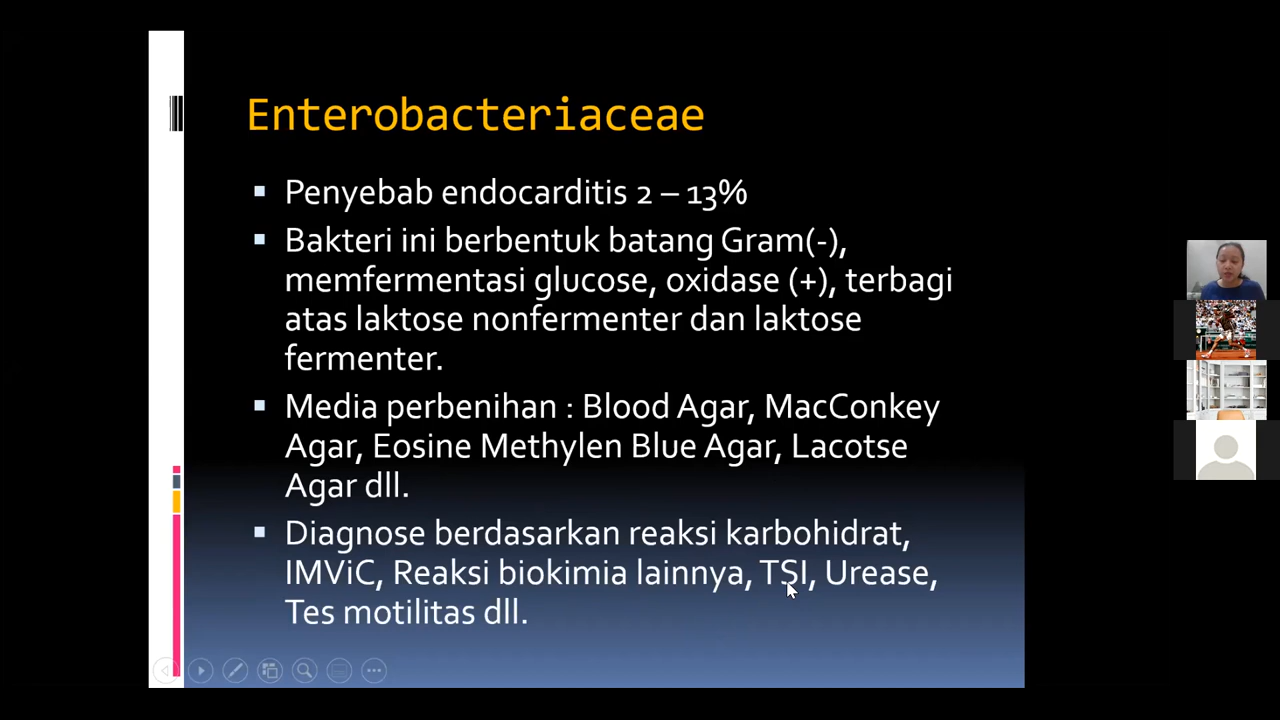 Enterobacteriaceae
Penyebab endocarditis 2 – 13%
Bakteri ini berbentuk batang Gram(-),
memfermentasi glucose, oxidase (+), terbagi
atas laktose nonfermenter dan laktose
fermenter.
Media perbenihan : Blood Agar, MacConkey
Agar, Eosine Methylen Blue Agar, Lacotse
Agar dll.
Diagnose berdasarkan reaksi karbohidrat,
IMViC, Reaksi biokimia lainnya, TSI, Urease,
Tes motilitas dll.